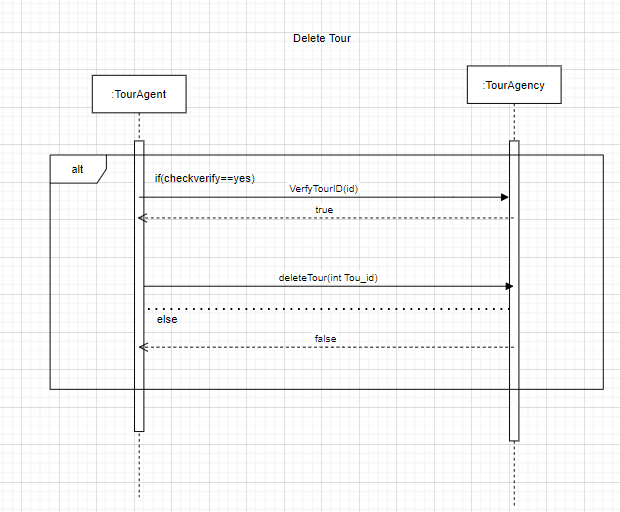 Delete Tour
:TourAgent
:TourAgency
alt
if(checkverify==yes)
VerfyTourID(id)
true
deleteTour(int Tou_id)
else
false